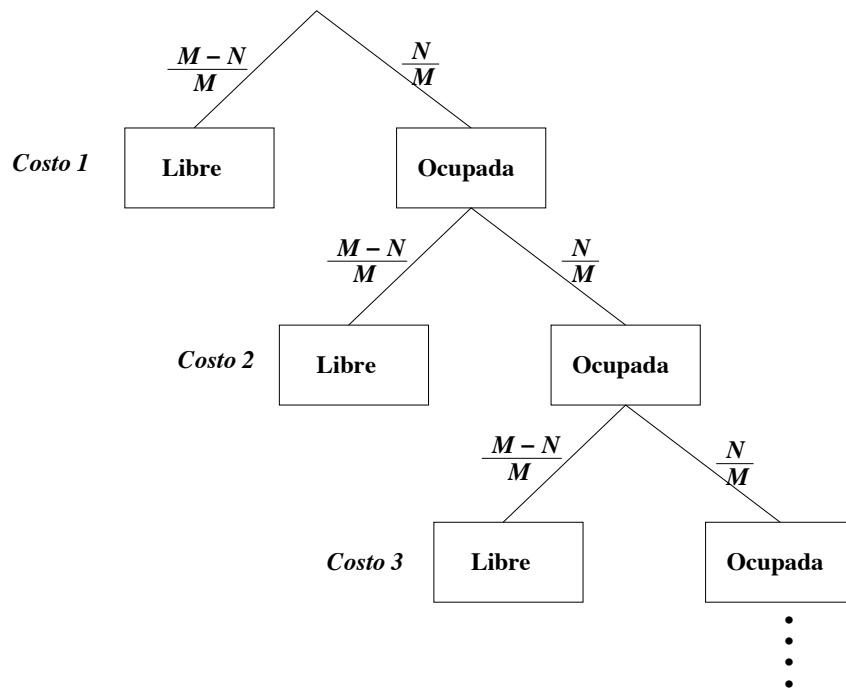 M − N
M
N
M
Costo 1
Libre
Ocupada
M − N
M
N
M
Costo 2
Libre
Ocupada
M − N
M
N
M
Costo 3
Libre
Ocupada